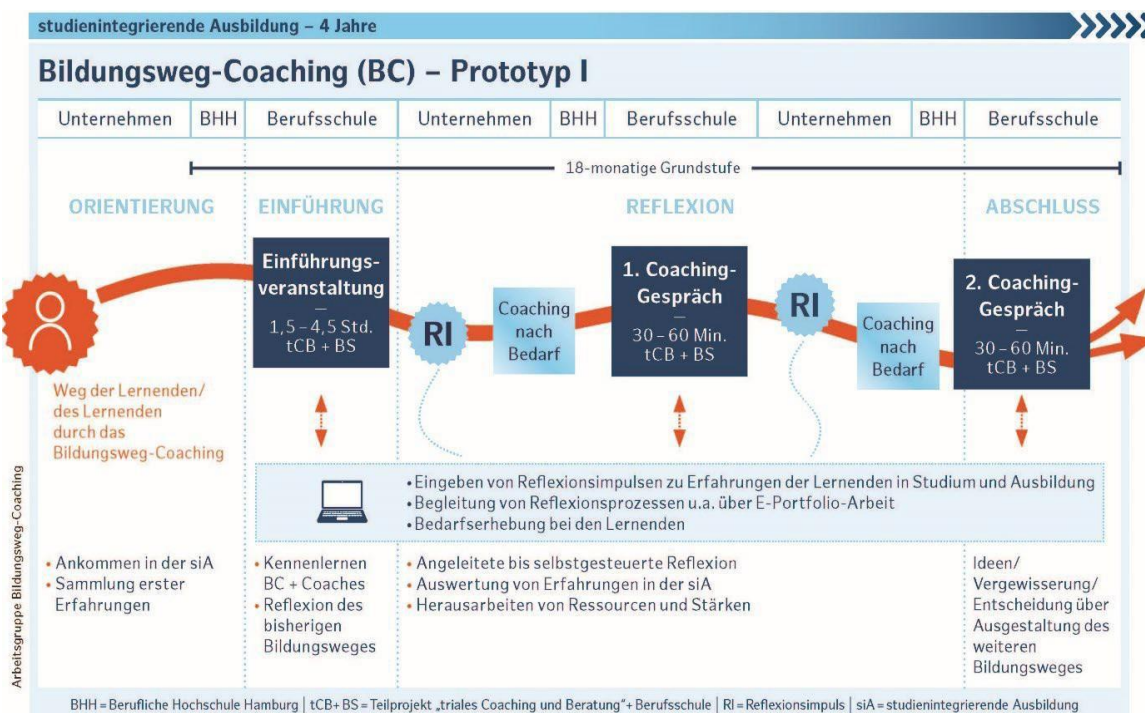 studienintegrierende Ausbildung – 4 Jahre
Bildungsweg-Coaching (BC) – Prototyp I
Unternehmen
BHH
Berufsschule
Unternehmen
BHH
Berufsschule
Unternehmen
BHH
Berufsschule
18-monatige Grundstufe
ORIENTIERUNG
EINFÜHRUNG
REFLEXION
ABSCHLUSS
Einführungs-
veranstaltung
—
1,5 – 4,5 Std.
tCB + BS
RI
Coaching
nach
Bedarf
1. Coaching-
Gespräch
—
30 – 60 Min.
tCB + BS
RI
Coaching
nach
Bedarf
2. Coaching-
Gespräch
—
30 – 60 Min.
tCB + BS
Weg der Lernenden/
des Lernenden
durch das
Bildungsweg-Coaching
• Eingeben von Reflexionsimpulsen zu Erfahrungen der Lernenden in Studium und Ausbildung
• Begleitung von Reflexionsprozessen u.a. über E-Portfolio-Arbeit
• Bedarfserhebung bei den Lernenden
• Ankommen in der siA
• Sammlung erster
Erfahrungen
• Kennenlernen
BC + Coaches
• Reflexion des
bisherigen
Bildungsweges
• Angeleitete bis selbstgesteuerte Reflexion
• Auswertung von Erfahrungen in der siA
• Herausarbeiten von Ressourcen und Stärken
Ideen/
Vergewisserung/
Entscheidung über
Ausgestaltung des
weiteren
Bildungsweges
Arbeitsgruppe Bildungsweg-Coaching
BHH = Berufliche Hochschule Hamburg | tCB+ BS = Teilprojekt „triales Coaching und Beratung“+ Berufsschule | RI = Reflexionsimpuls | siA = studienintegrierende Ausbildung